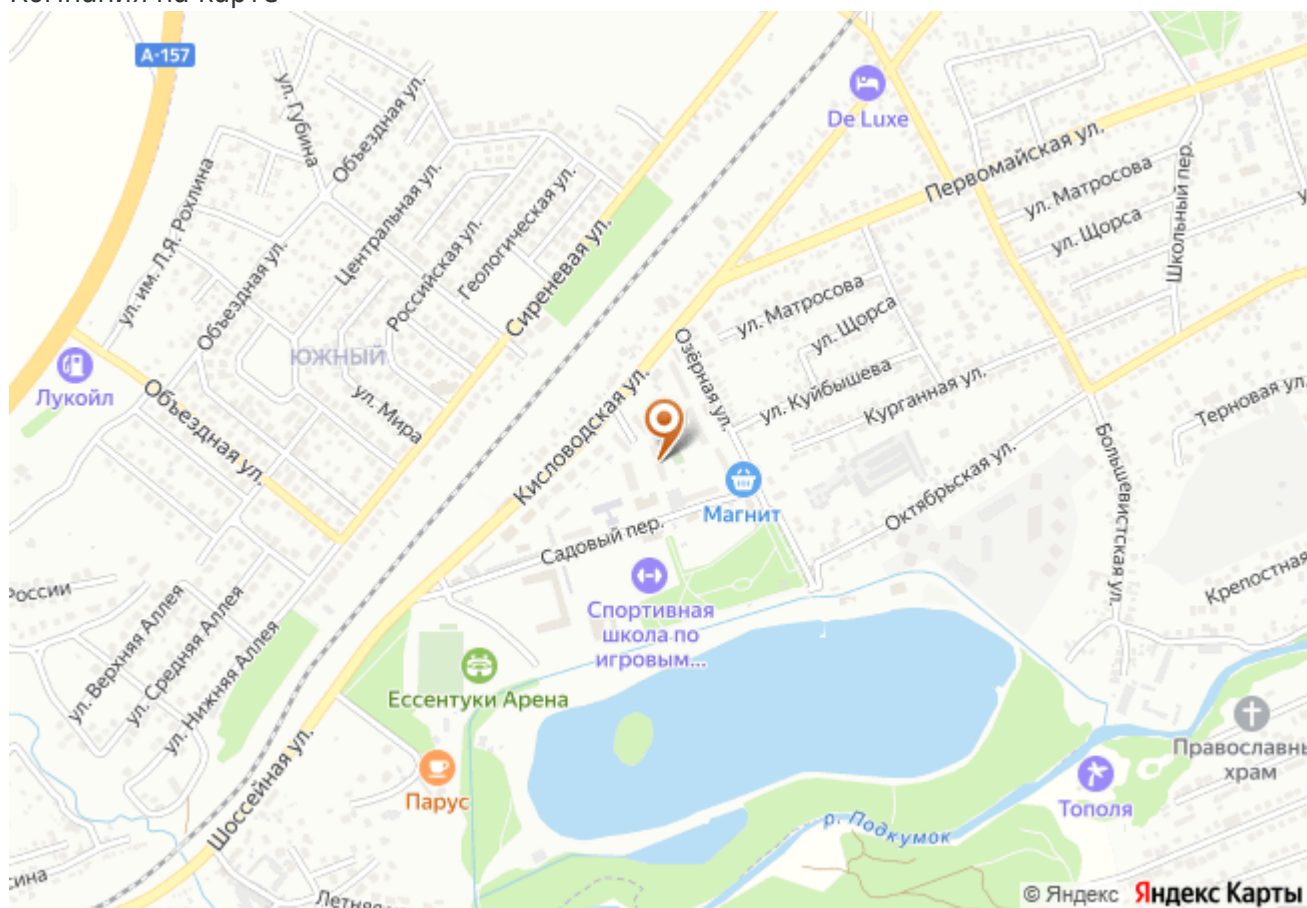 Компания на карте
А-157
ул. Губина
Объездная ул.
De Luxe
Первомайская ул.
ул. Матросова
ул. Щорса
Школьный пер.
ул. им. Л.Я. Рохлина
Центральная ул.
Российская ул.
Геологическая ул.
Сиреневая ул.
Объездная ул.
ул. Матросова
ул. Щорса
Озёрная ул.
ул. Куйбышева
Курганная ул.
ЮЖНЫЙ
Лукойл
ул. Мира
Объездная ул.
Кисловодская ул.
Терновая ул.
Большевистская ул.
Октябрьская ул.
Магнит
Садовый пер.
Спортивная
школа по
игровым...
Крепостная
России
ул. Верхняя Аллея
ул. Средняя Аллея
ул. Нижняя Аллея
Ессентуки Арена
Шоссейная ул.
Парус
Православны
храм
Тополя
р. Подкумок
© Яндекс Яндекс Карты